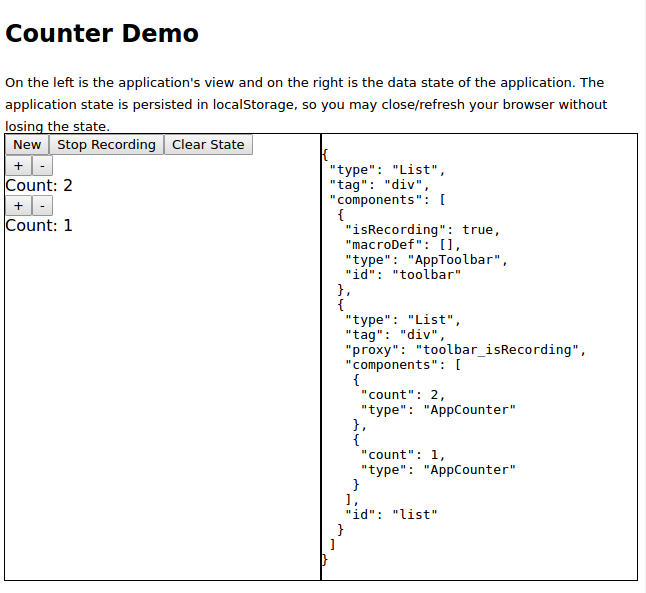 Counter Demo
On the left is the application's view and on the right is the data state of the application. The
application state is persisted in localStorage, so you may close/refresh your browser without
losing the state.
New Stop Recording Clear State
+ -
Count: 2
+ -
Count: 1
{
 "type": "List",
 "tag": "div",
 "components": [
  {
   "isRecording": true,
   "macroDef": [],
   "type": "AppToolbar",
   "id": "toolbar"
  },
  {
   "type": "List",
   "tag": "div",
   "proxy": "toolbar_isRecording",
   "components": [
    {
     "count": 2,
     "type": "AppCounter"
    },
    {
     "count": 1,
     "type": "AppCounter"
    }
   ],
   "id": "list"
  }
 ]
}